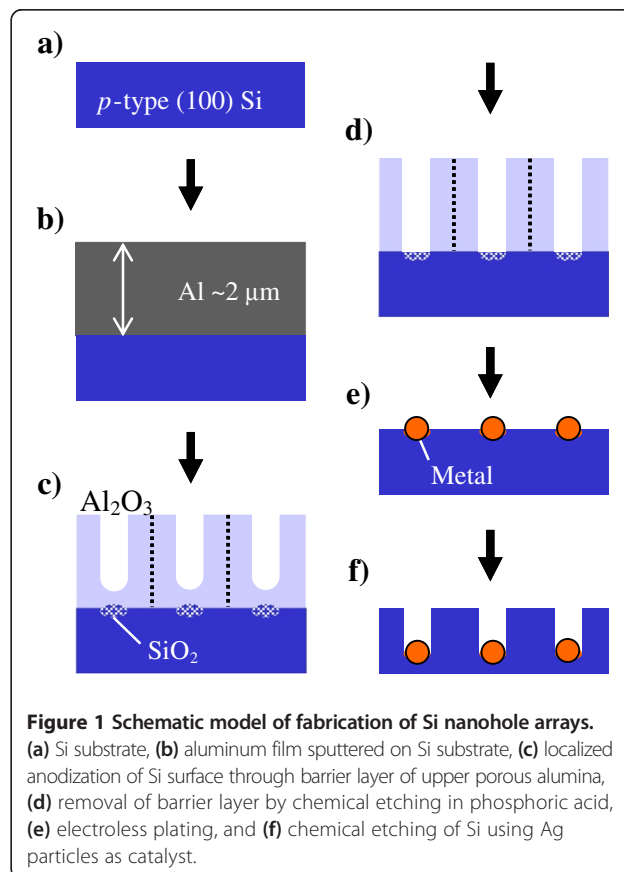 a)
p-type (100) Si
b)
Al ~2 µm
c)
Al₂O₃
SiO₂
d)
e)
Metal
f)
Figure 1 Schematic model of fabrication of Si nanohole arrays.
(a) Si substrate, (b) aluminum film sputtered on Si substrate, (c) localized
anodization of Si surface through barrier layer of upper porous alumina,
(d) removal of barrier layer by chemical etching in phosphoric acid,
(e) electroless plating, and (f) chemical etching of Si using Ag
particles as catalyst.